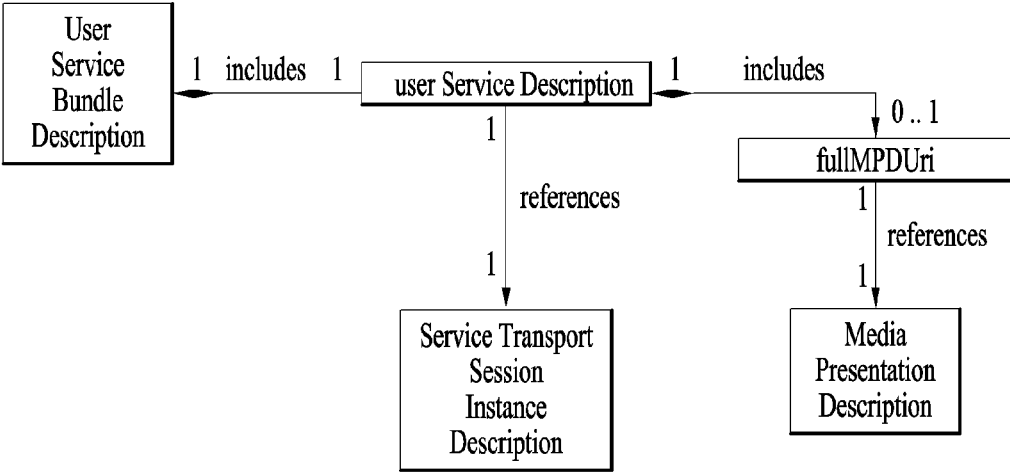 User
Service
Bundle
Description
1
includes
1
user Service Description
1
includes
0 .. 1
fullMPDUri
1
references
1
Service Transport
Session
Instance
Description
1
references
1
Media
Presentation
Description